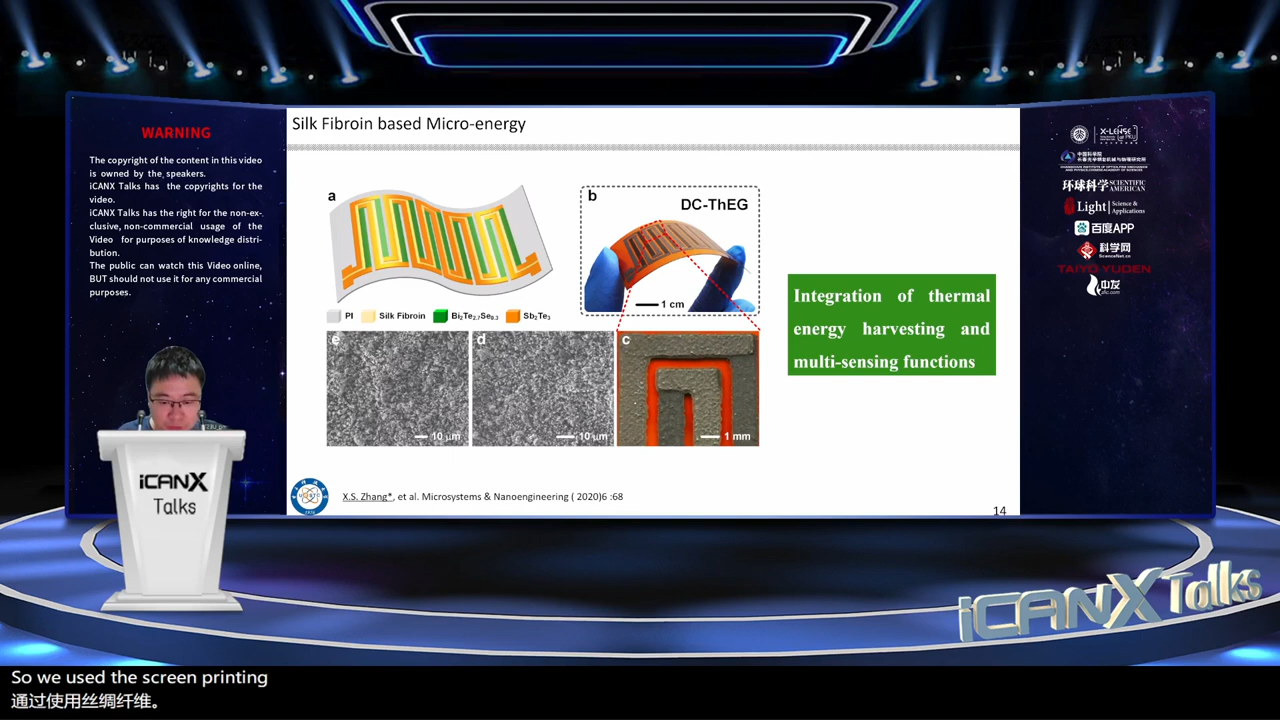 WARNING
The copyright of the content in this video
is owned by the speakers.
iCANX Talks has the copyrights for the
video.
iCANX Talks has the right for the non-ex-
clusive, non-commercial usage of the
Video for purposes of knowledge distri-
bution.
The public can watch this Video online,
BUT should not use it for any commercial
purposes.
Silk Fibroin based Micro-energy
a
b
DC-ThEG
1 cm
PI
Silk Fibroin
Bi₂Te₂.₇Se₀.₃
Sb₂Te₃
e
10 μm
d
10 μm
c
1 mm
Integration of thermal
energy harvesting and
multi-sensing functions
X.S. Zhang*, et al. Microsystems & Nanoengineering ( 2020)6 :68
14
X-LENSE
环球科学 SCIENTIFIC AMERICAN
Light Science & Applications
百度APP
科学网
ScienceNet.cn
TAIYO YUDEN
中友
iCANX
Talks
iCANX Talks
So we used the screen printing
通过使用丝绸纤维。